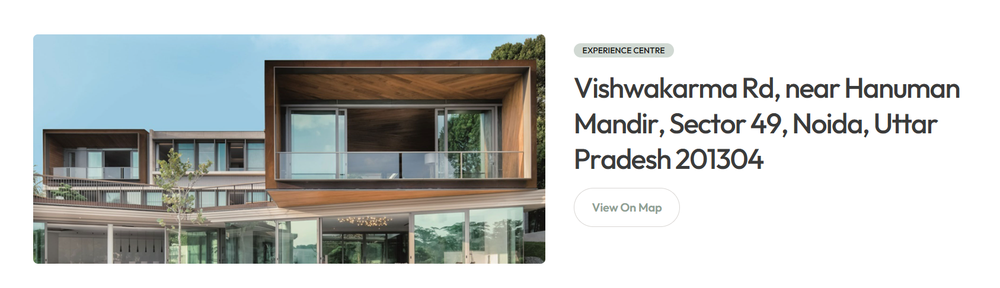 EXPERIENCE CENTRE
Vishwakarma Rd, near Hanuman
Mandir, Sector 49, Noida, Uttar
Pradesh 201304
View On Map